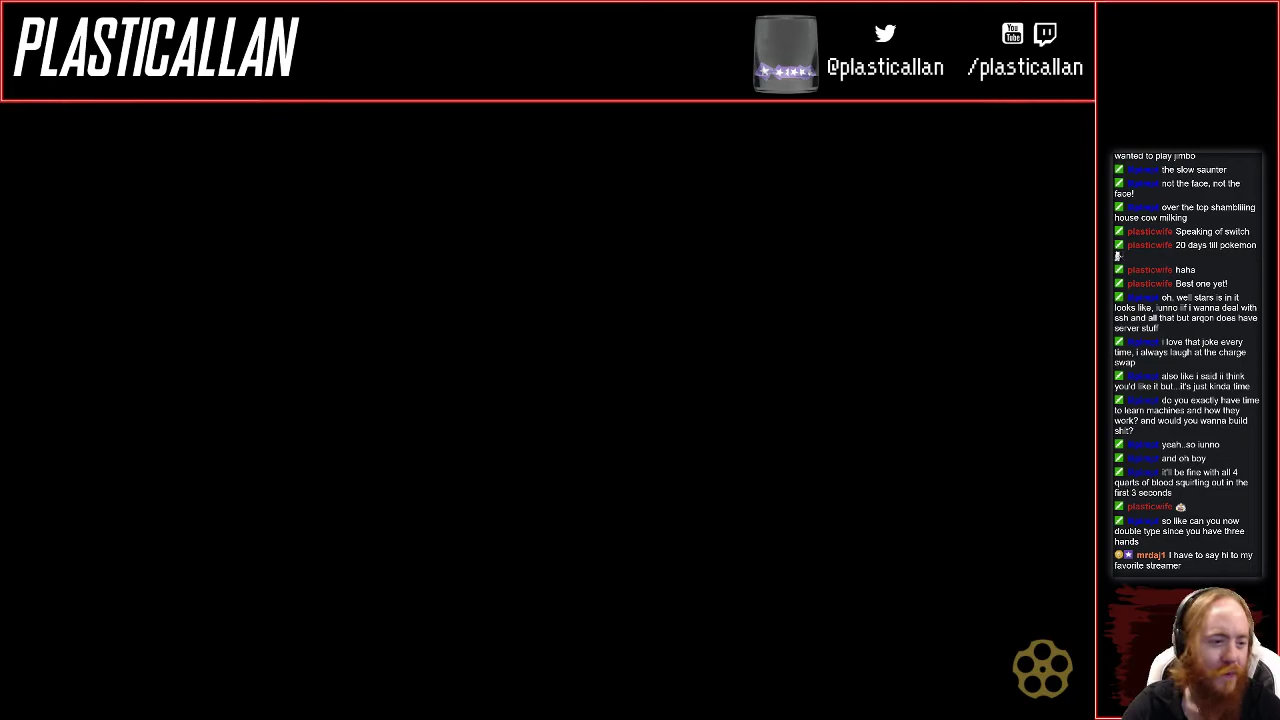 PLASTICALLAN
@plasticallan
You
Tube
/plasticallan
wanted to play jimbo
the slow saunter
not the face, not the
face!
over the top shambliiing
house cow milking
plasticwife Speaking of switch
plasticwife 20 days till pokemon
plasticwife haha
plasticwife Best one yet!
oh. well stars is in it
looks like, iunno iif i wanna deal with
ssh and all that but arqon does have
server stuff
i love that joke every
time, i always laugh at the charge
swap
also like i said ii think
you'd like it but...it's just kinda time
do you exactly have time
to learn machines and how they
work? and would you wanna build
shit?
yeah..so iunno
and oh boy
it'll be fine with all 4
quarts of blood squirting out in the
first 3 seconds
plasticwife
so like can you now
double type since you have three
hands
mrdaj1 I have to say hi to my
favorite streamer